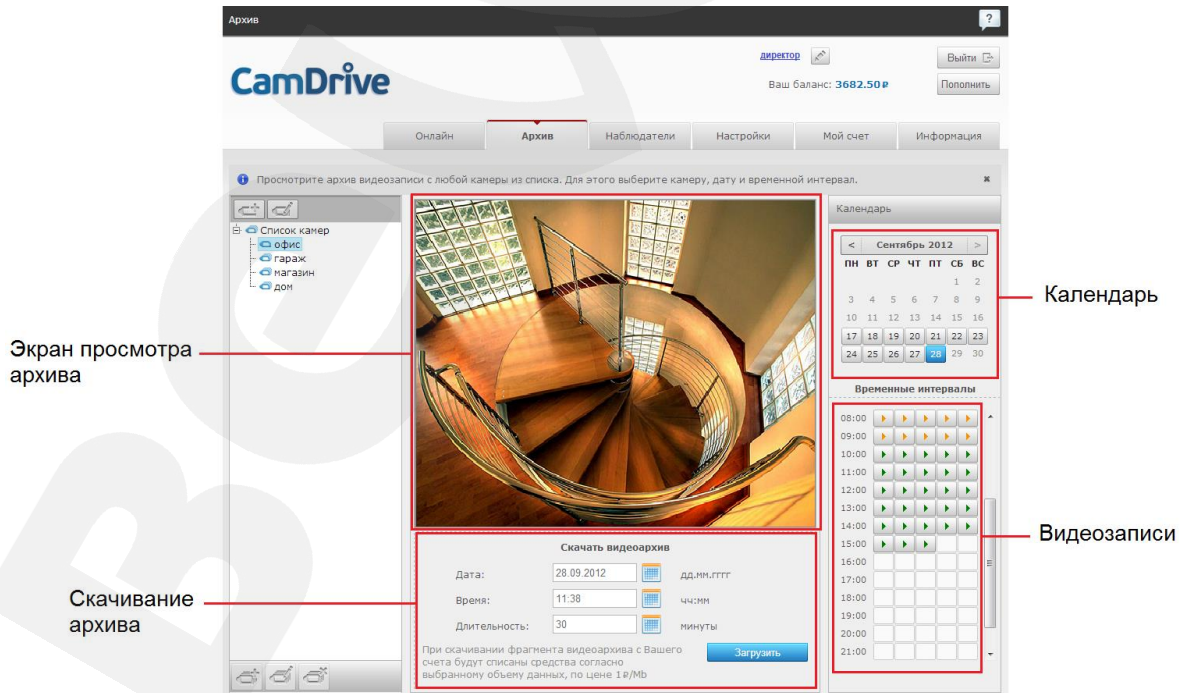 Архив
?
CamDrive
директор
Выйти
Ваш баланс: 3682.50 ₽
Пополнить
Онлайн
Архив
Наблюдатели
Настройки
Мой счет
Информация
Просмотрите архив видеозаписи с любой камеры из списка. Для этого выберите камеру, дату и временной интервал.
Список камер
офис
гараж
магазин
дом
Экран просмотра
архива
Календарь
< Сентябрь 2012 >
ПН ВТ СР ЧТ ПТ СБ ВС
1 2
3 4 5 6 7 8 9
10 11 12 13 14 15 16
17 18 19 20 21 22 23
24 25 26 27 28 29 30
Календарь
Временные интервалы
08:00
09:00
10:00
11:00
12:00
13:00
14:00
15:00
16:00
17:00
18:00
19:00
20:00
21:00
Видеозаписи
Скачать видеоархив
Дата: 28.09.2012 дд.мм.гггг
Время: 11:38 чч:мм
Длительность: 30 минуты
При скачивании фрагмента видеоархива с Вашего
счета будут списаны средства согласно
выбранному объему данных, по цене 1₽/Mb
Загрузить
Скачивание
архива